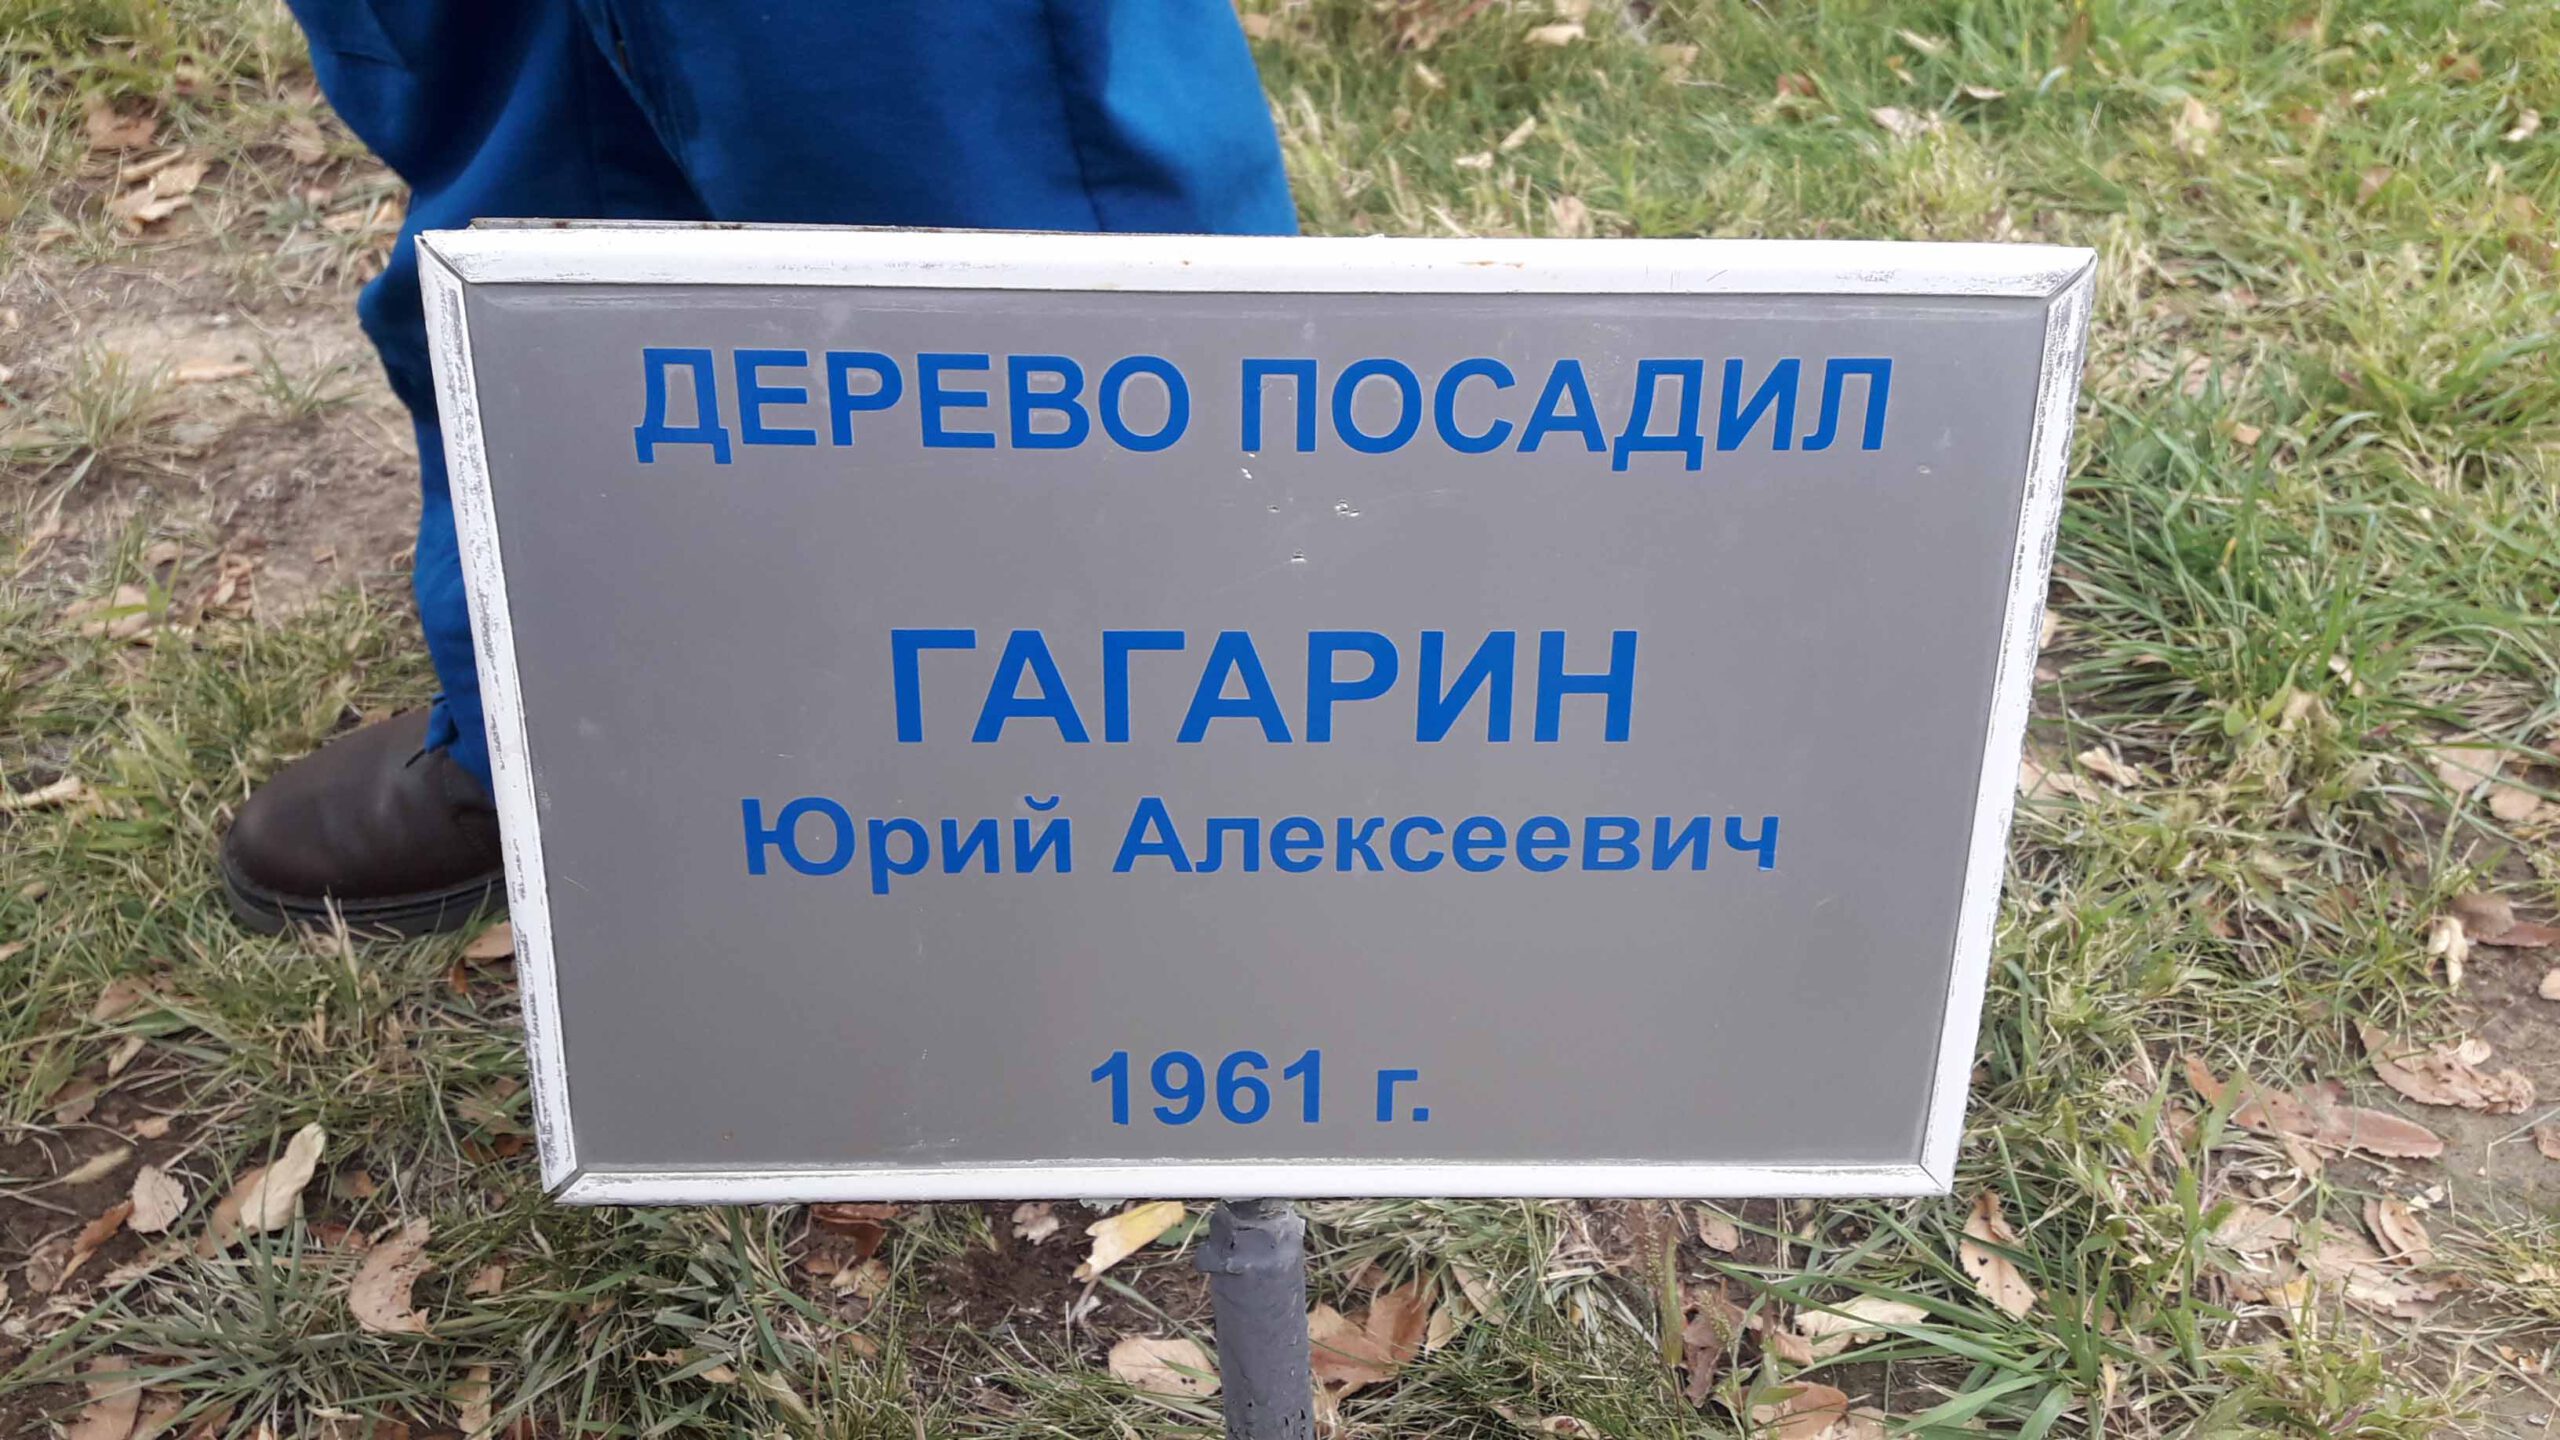 ДЕРЕВО ПОСАДИЛ
ГАГАРИН
Юрий Алексеевич
1961 г.